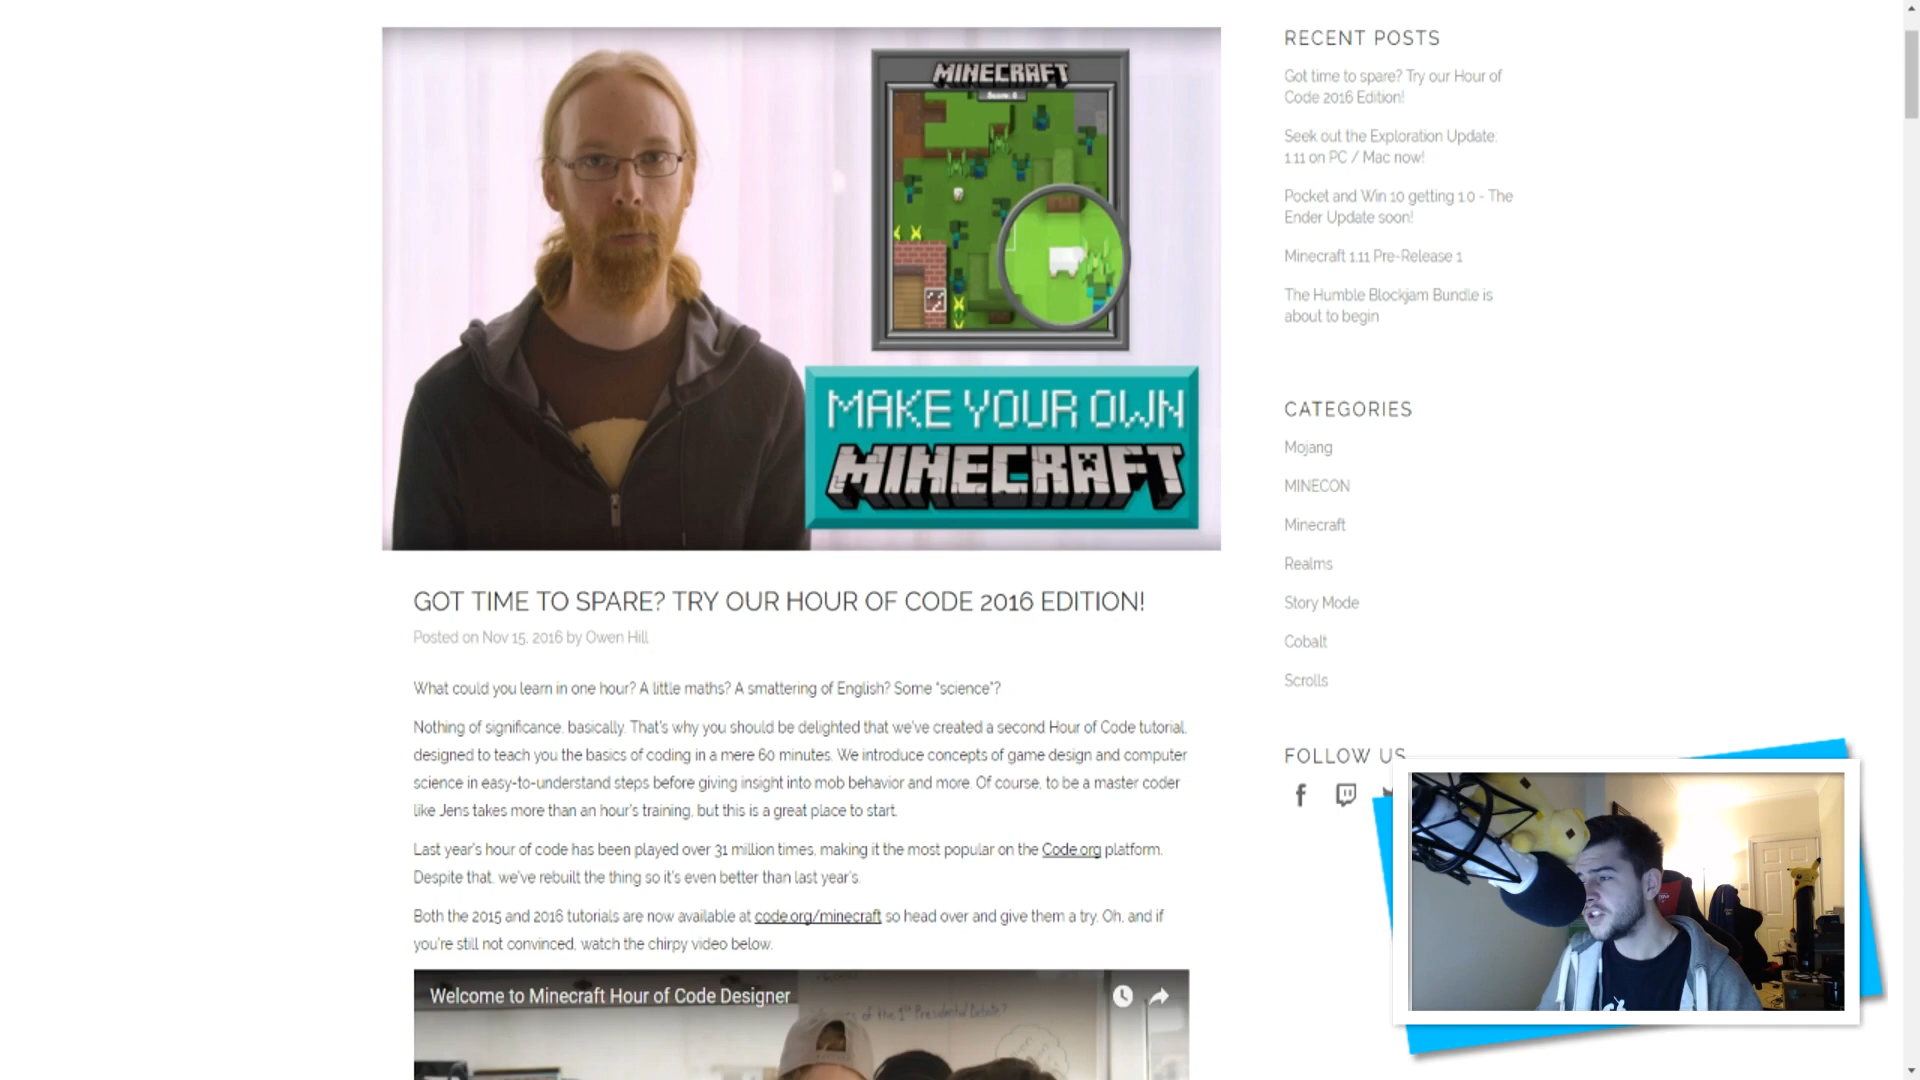 MINECRAFT
MAKE YOUR OWN
MINECRAFT
GOT TIME TO SPARE? TRY OUR HOUR OF CODE 2016 EDITION!
Posted on Nov 15, 2016 by Owen Hill
What could you learn in one hour? A little maths? A smattering of English? Some “science”?
Nothing of significance, basically. That’s why you should be delighted that we’ve created a second Hour of Code tutorial,
designed to teach you the basics of coding in a mere 60 minutes. We introduce concepts of game design and computer
science in easy-to-understand steps before giving insight into mob behavior and more. Of course, to be a master coder
like Jens takes more than an hour’s training, but this is a great place to start.
Last year’s hour of code has been played over 31 million times, making it the most popular on the Code.org platform.
Despite that, we’ve rebuilt the thing so it’s even better than last year’s.
Both the 2015 and 2016 tutorials are now available at code.org/minecraft so head over and give them a try. Oh, and if
you’re still not convinced, watch the chirpy video below.
Welcome to Minecraft Hour of Code Designer
of the 1st Presidential Debate?
RECENT POSTS
Got time to spare? Try our Hour of
Code 2016 Edition!
Seek out the Exploration Update:
1.11 on PC / Mac now!
Pocket and Win 10 getting 1.0 - The
Ender Update soon!
Minecraft 1.11 Pre-Release 1
The Humble Blockjam Bundle is
about to begin
CATEGORIES
Mojang
MINECON
Minecraft
Realms
Story Mode
Cobalt
Scrolls
FOLLOW US